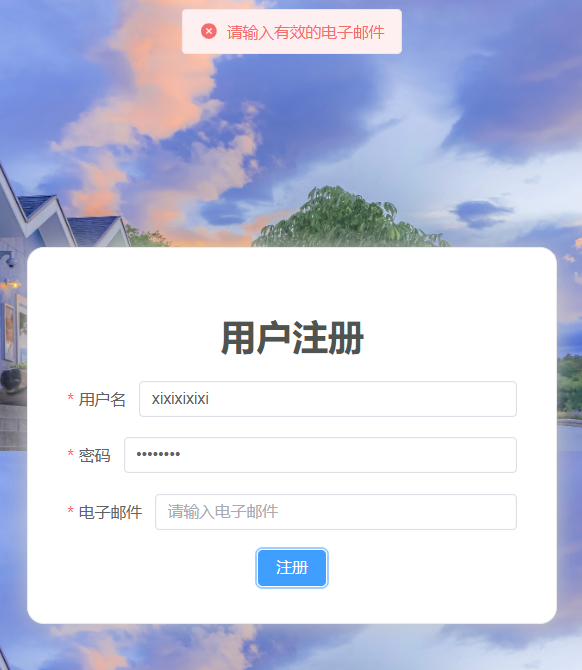 请输入有效的电子邮件
用户注册
* 用户名 xixixixixi
* 密码 ••••••••
* 电子邮件 请输入电子邮件
注册